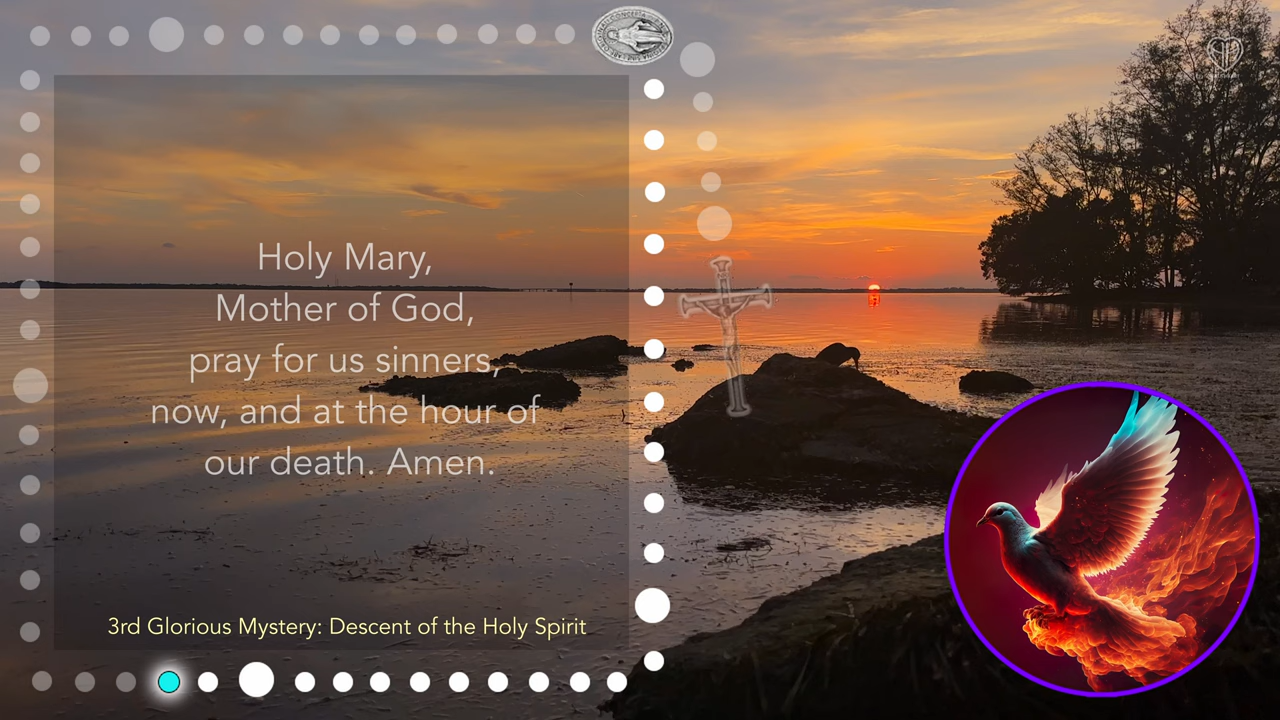 Holy Mary,
Mother of God,
pray for us sinners,
now, and at the hour of
our death. Amen.
3rd Glorious Mystery: Descent of the Holy Spirit